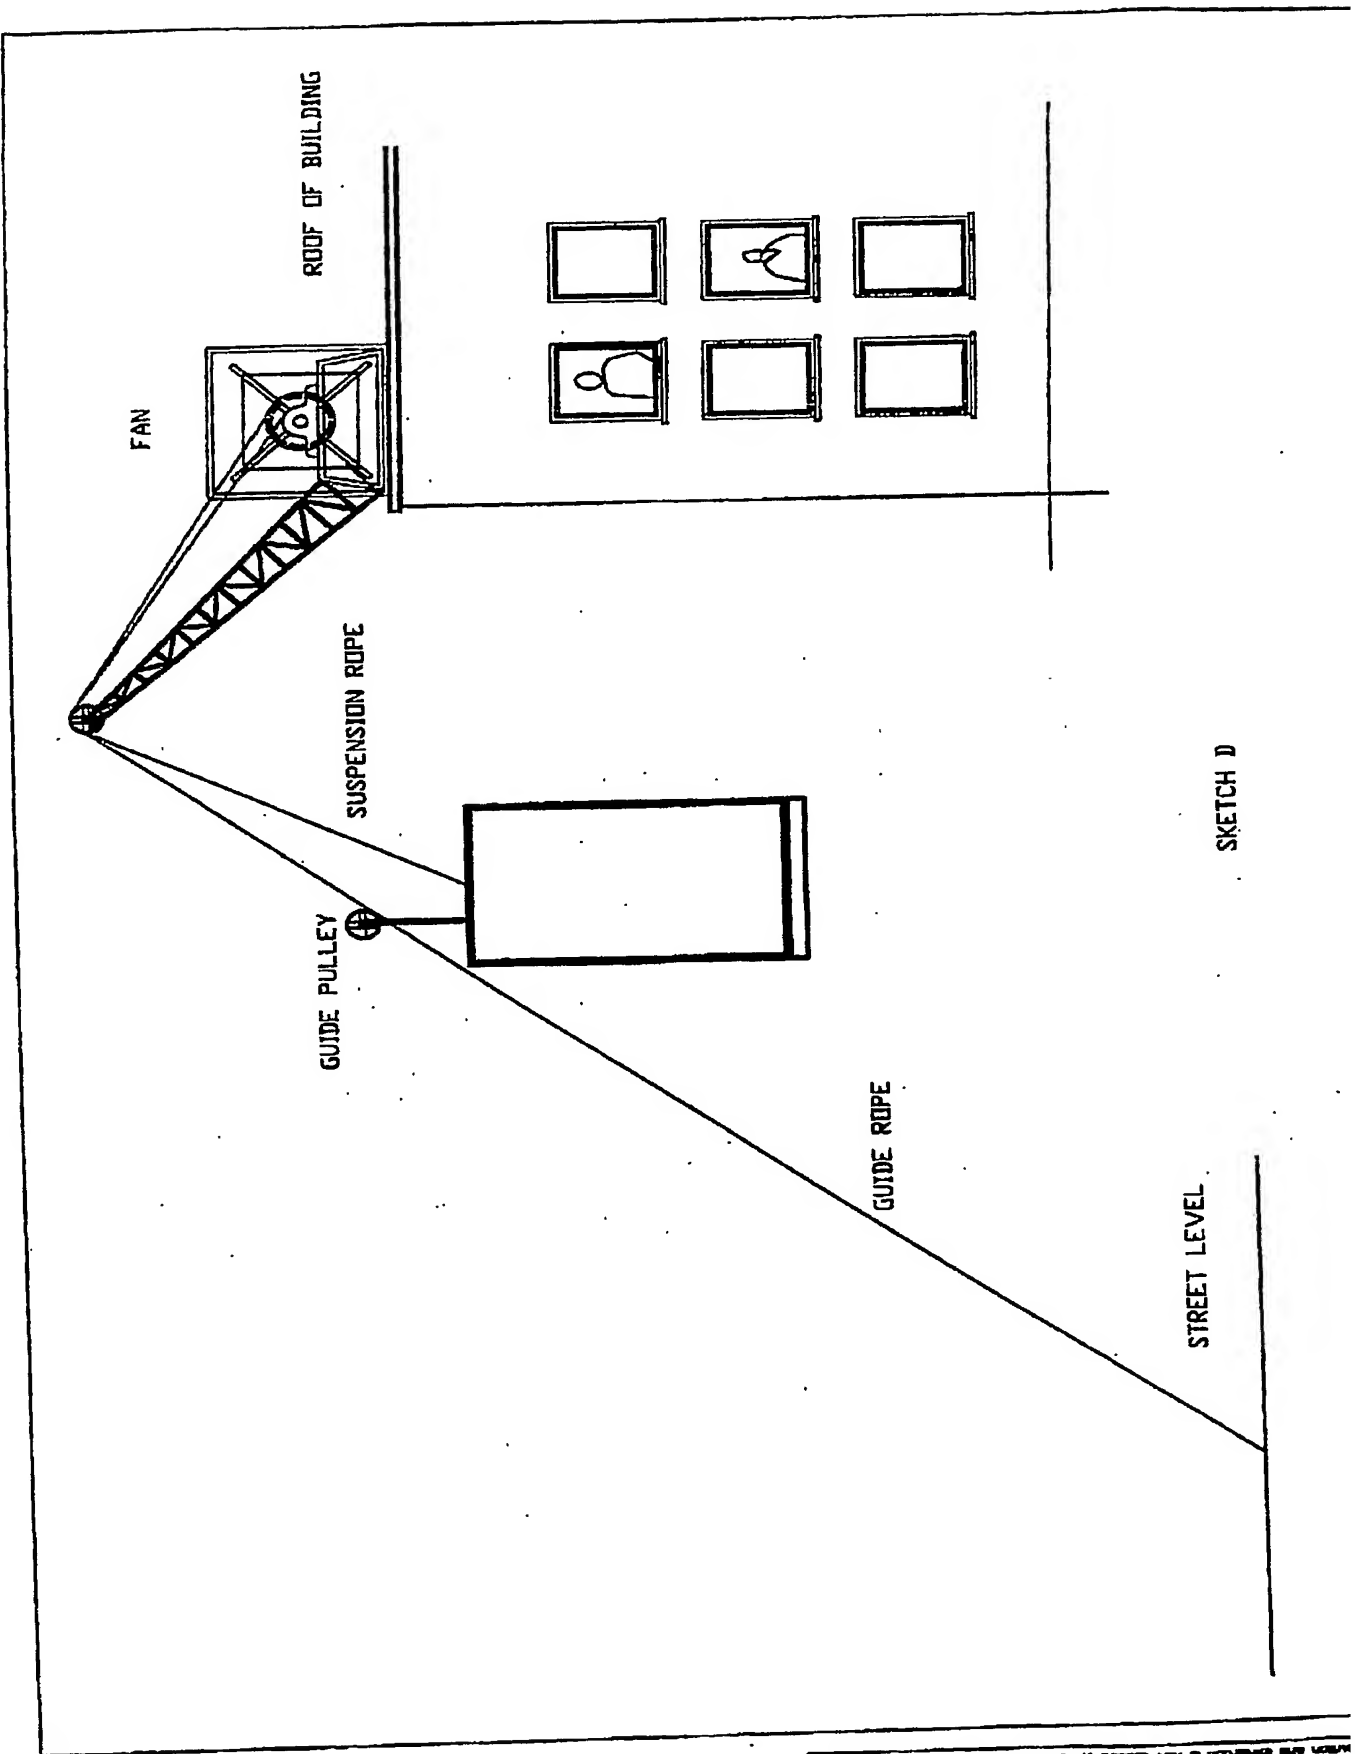 FAN
ROOF OF BUILDING
SUSPENSION ROPE
GUIDE PULLEY
GUIDE ROPE
STREET LEVEL
SKETCH D